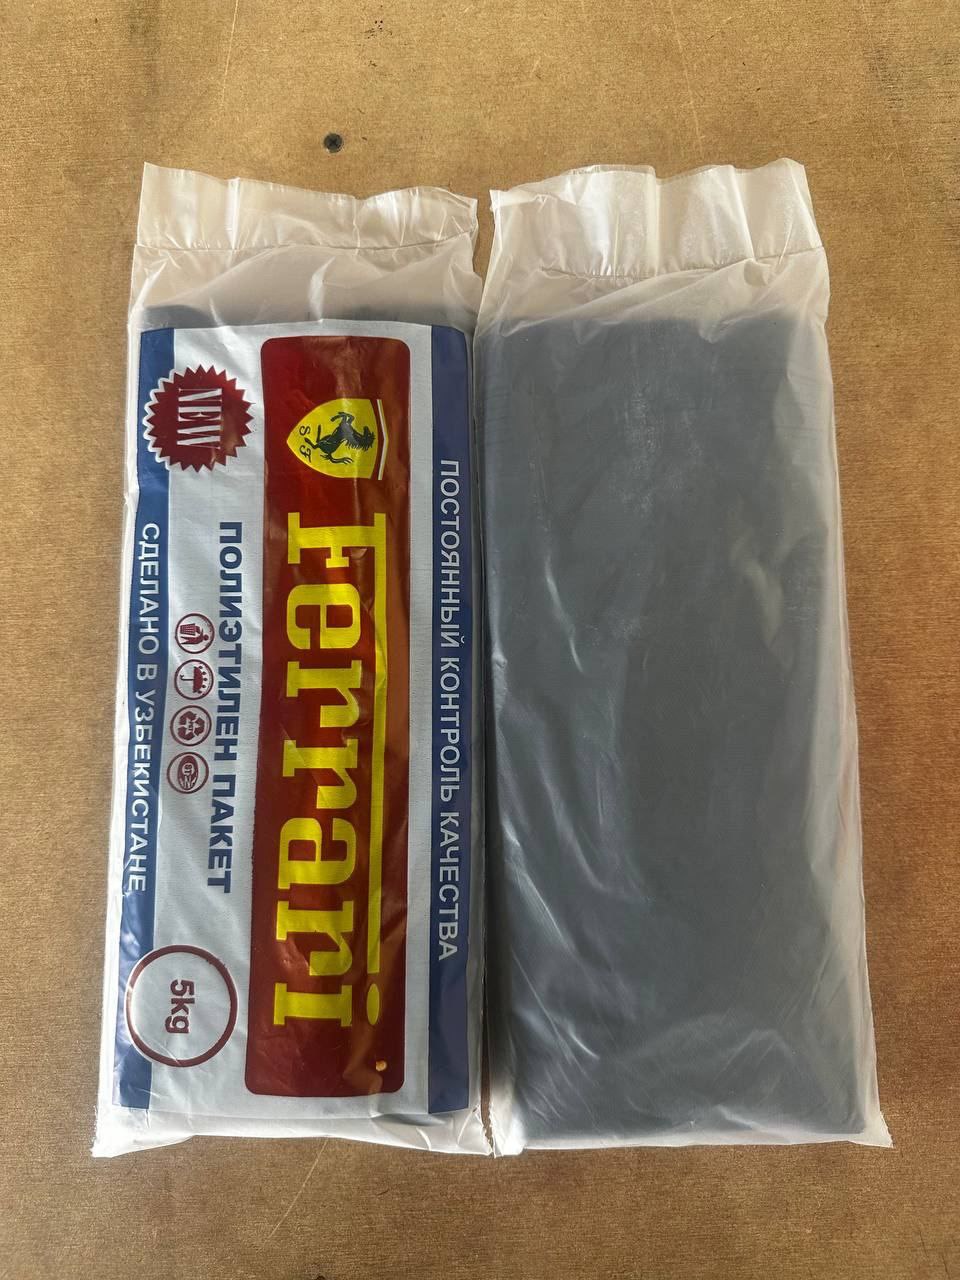 ПОСТОЯННЫЙ КОНТРОЛЬ КАЧЕСТВА
S F
Ferrari
NEW
ПОЛИЭТИЛЕН ПАКЕТ
5kg
СДЕЛАНО В УЗБЕКИСТАНЕ